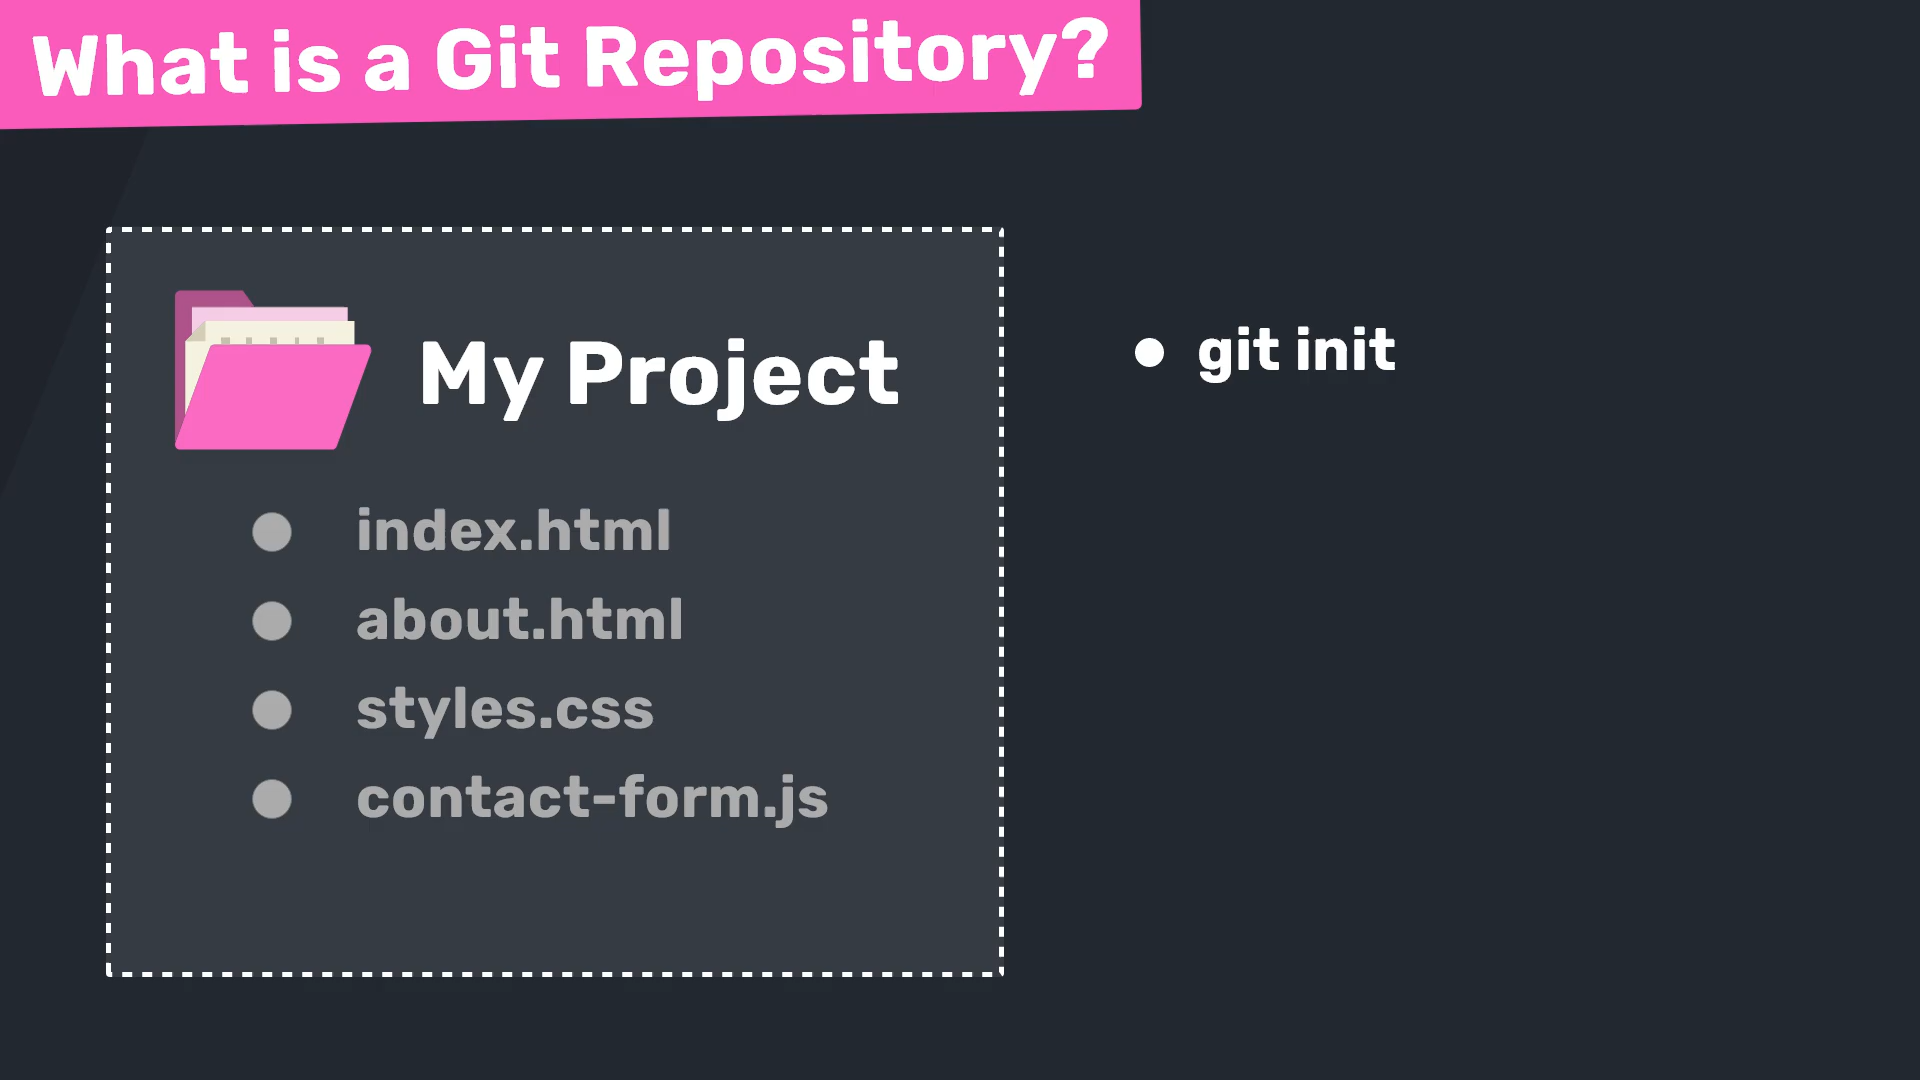 What is a Git Repository?
My Project
index.html
about.html
styles.css
contact-form.js
git init